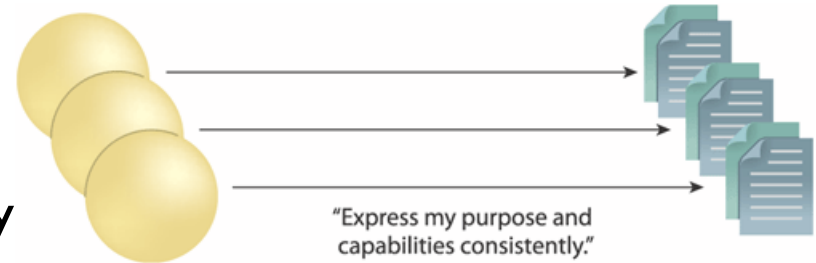 y
“Express my purpose and
capabilities consistently.”